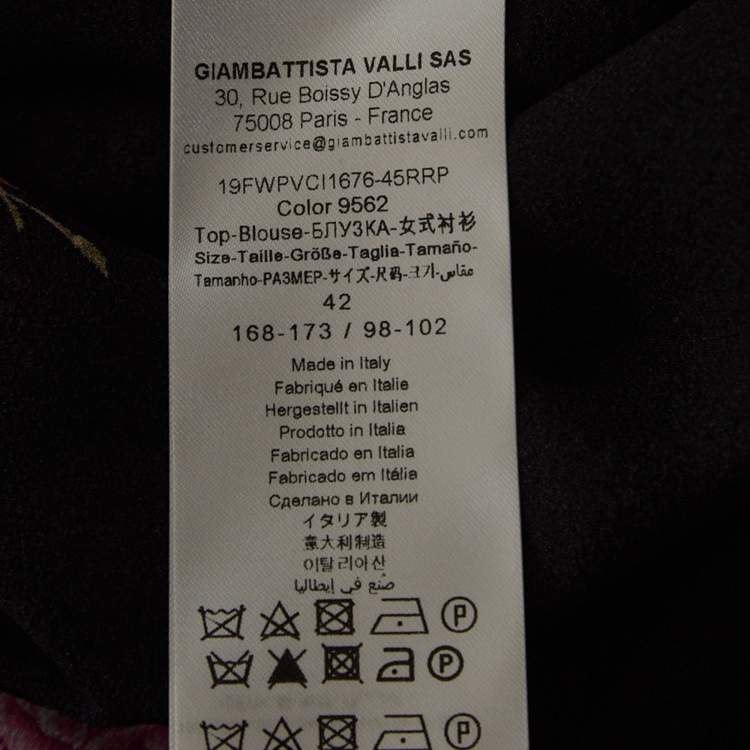 GIAMBATTISTA VALLI SAS
30, Rue Boissy D'Anglas
75008 Paris - France
customerservice@giambattistavalli.com
19FWPVCI1676-45RRP
Color 9562
Top-Blouse-БЛУЗКА-女式衬衫
Size-Taille-Größe-Taglia-Tamaño-
Tamanho-РАЗМЕР-サイズ-尺码-크기-مقاس
42
168-173 / 98-102
Made in Italy
Fabriqué en Italie
Hergestellt in Italien
Prodotto in Italia
Fabricado en Italia
Fabricado em Itália
Сделано в Италии
イタリア製
意大利制造
이탈리아산
صُنع في إيطاليا
P
P
P